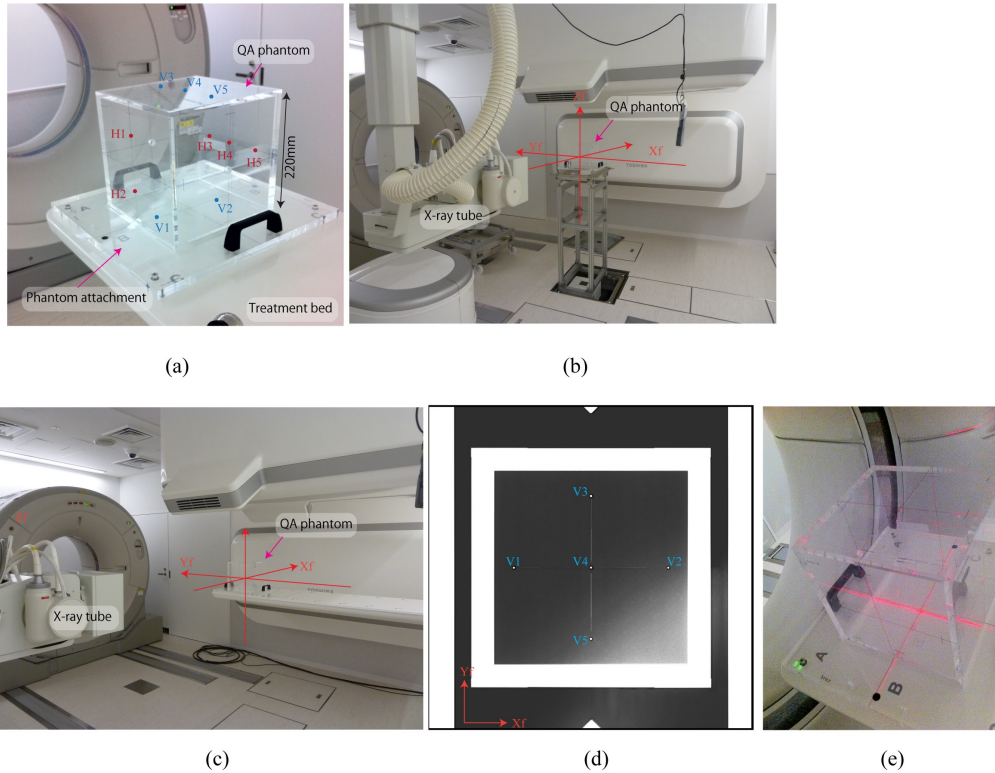 QA phantom
V3
V4
V5
H1
H3
H4
H5
220mm
H2
V2
V1
A
B
C
C
Phantom attachment
Treatment bed
(a)
Zf
QA phantom
Yf
Xf
X-ray tube
(b)
QA phantom
Yf
Xf
X-ray tube
(c)
V3
V1
V4
V2
V5
Yf
Xf
(d)
A
A
B
(e)